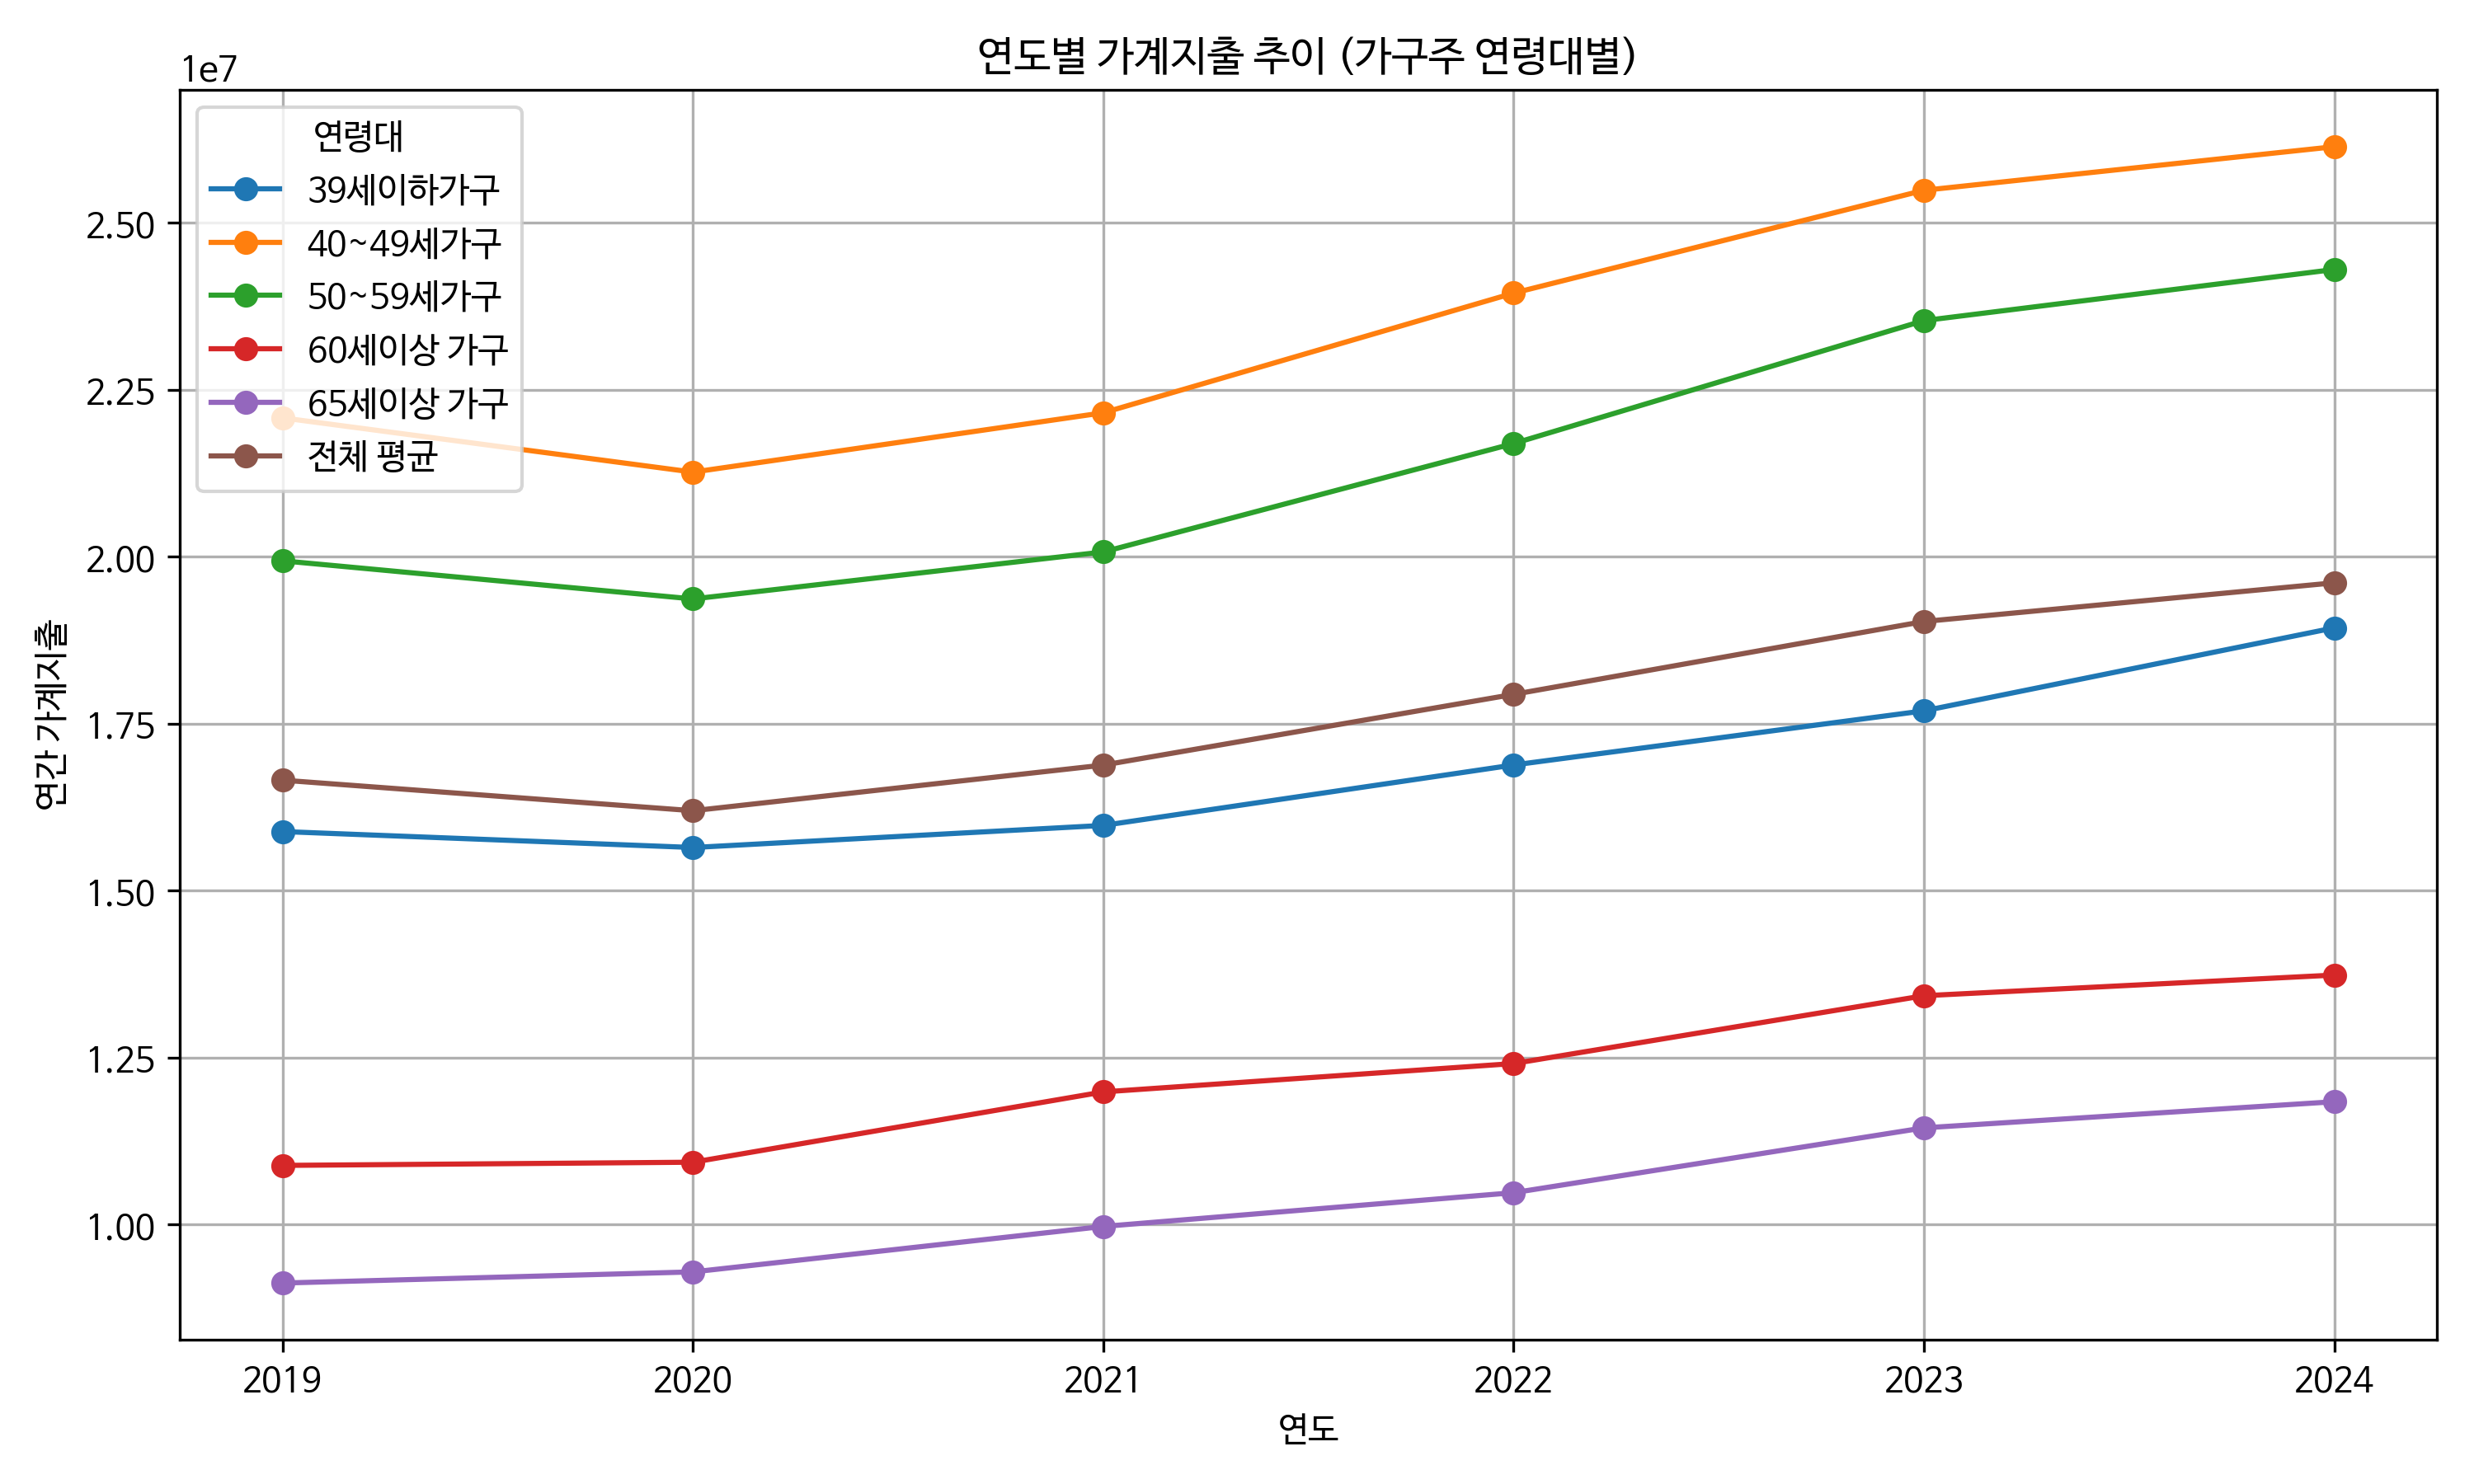 연도별 가계지출 추이 (가구주 연령대별)
1e7
연령대
39세이하가구
40~49세가구
50~59세가구
60세이상 가구
65세이상 가구
전체 평균
2.50
2.25
2.00
1.75
1.50
1.25
1.00
연간 가계지출
2019 2020 2021 2022 2023 2024
연도